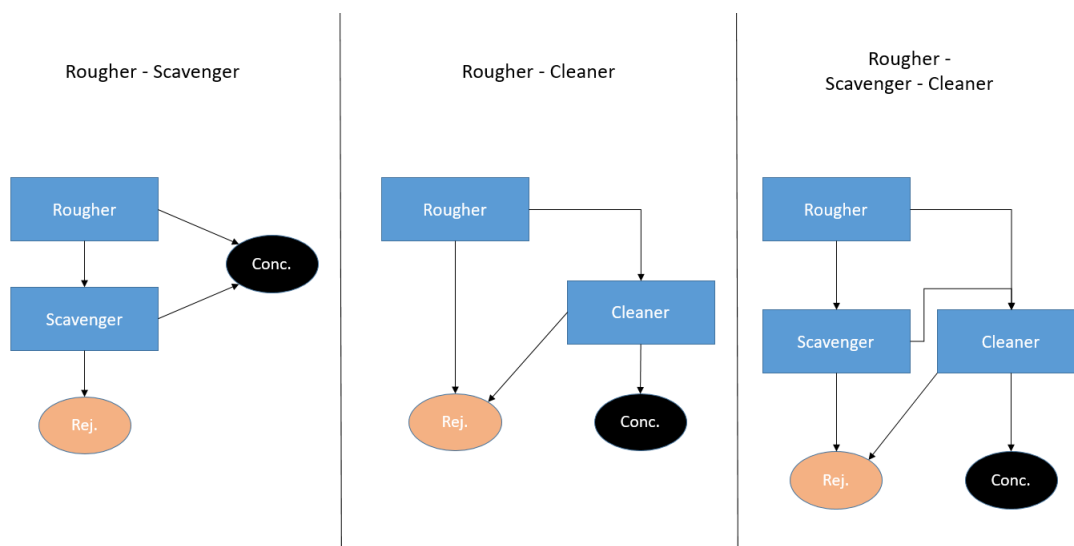 Rougher - Scavenger
Rougher
Conc.
Scavenger
Rej.
Rougher - Cleaner
Rougher
Cleaner
Rej.
Conc.
Rougher -
Scavenger - Cleaner
Rougher
Scavenger
Cleaner
Rej.
Conc.